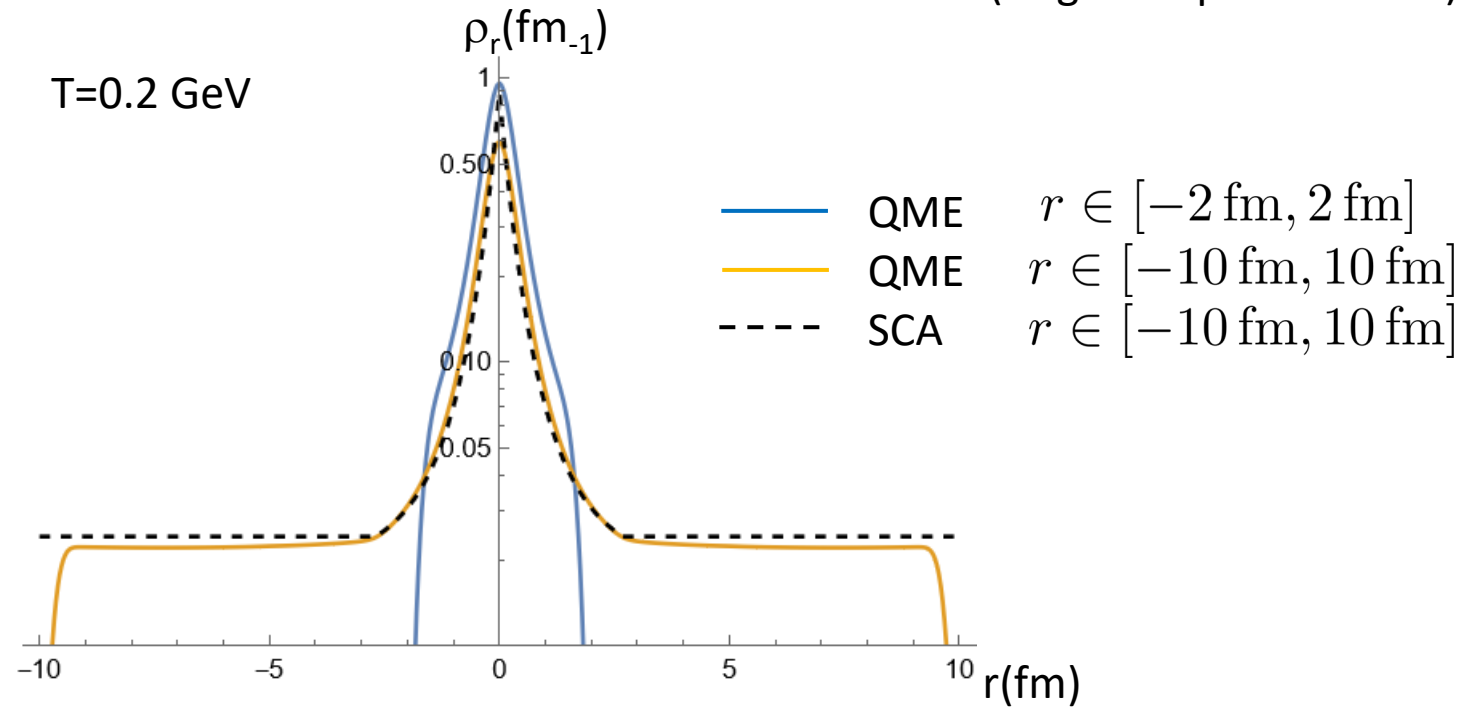 ρr(fm-1)
T=0.2 GeV
1
0.50
0.10
0.05
QME r ∈ [−2 fm, 2 fm]
QME r ∈ [−10 fm, 10 fm]
SCA r ∈ [−10 fm, 10 fm]
−10 −5 0 5 10 r(fm)